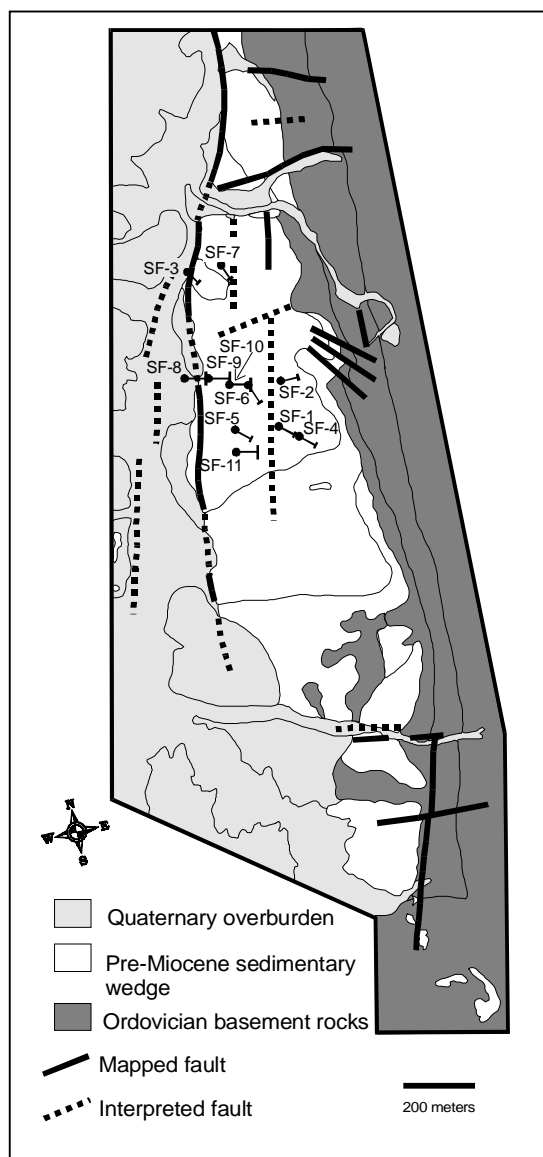 SF-7
SF-3
SF-10
SF-9
SF-8
SF-2
SF-6
SF-5
SF-1
SF-4
SF-11
N
W E
S
Quaternary overburden
Pre-Miocene sedimentary
wedge
Ordovician basement rocks
Mapped fault
Interpreted fault
200 meters